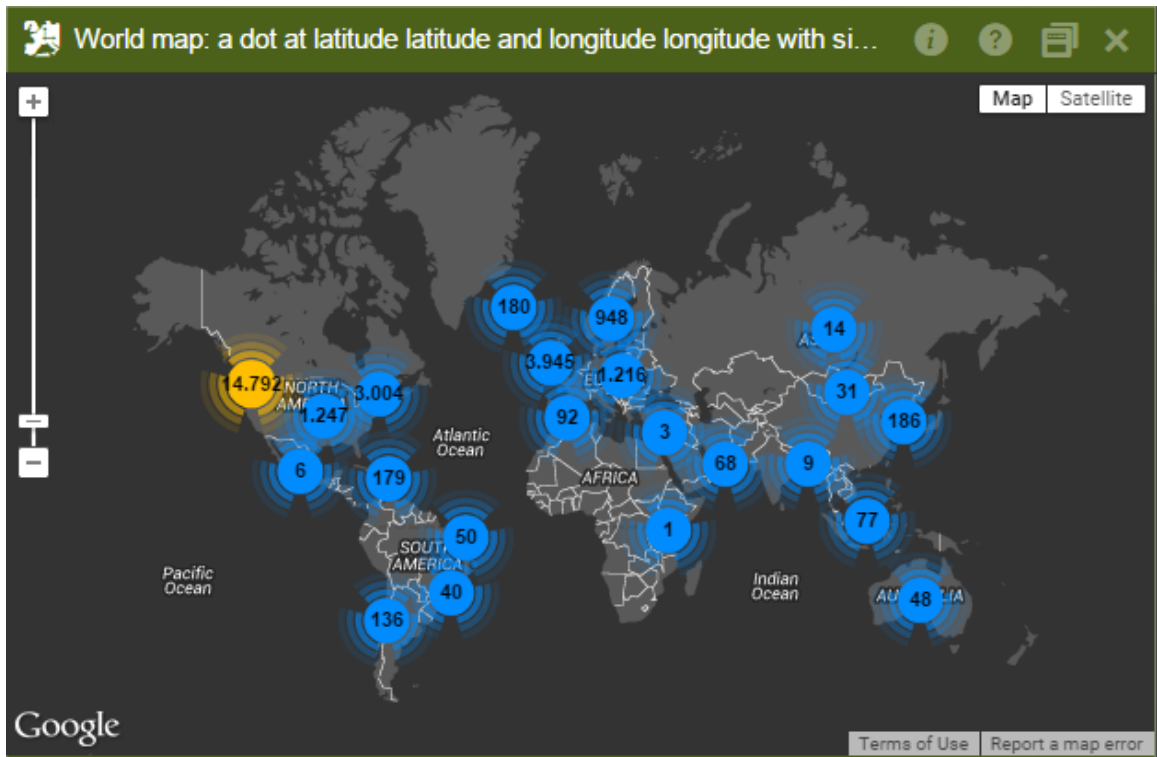 World map: a dot at latitude latitude and longitude longitude with si...
+
Map Satellite
180
948
14
3.945
1.216
14.792
NORTH
3.004
31
1.247
92
186
3
Atlantic
Ocean
6
179
68
9
AFRICA
77
50
1
SOUTH
AMERICA
Pacific
Ocean
Indian
Ocean
40
48
136
−
Google
Terms of Use Report a map error